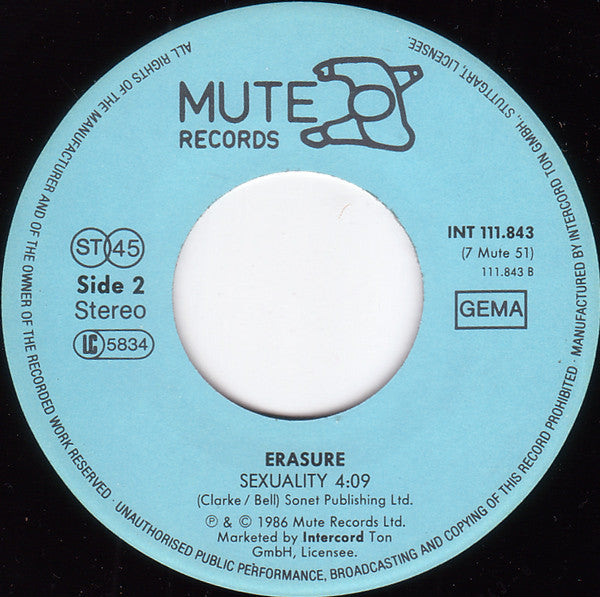 MUTE
RECORDS
ST 45
Side 2
Stereo
LC 5834
INT 111.843
(7 Mute 51)
111.843 B
GEMA
ERASURE
SEXUALITY 4:09
(Clarke / Bell) Sonet Publishing Ltd.
℗ & © 1986 Mute Records Ltd.
Marketed by Intercord Ton
GmbH, Licensee.
ALL RIGHTS OF THE MANUFACTURER AND OF THE OWNER OF THE RECORDED WORK RESERVED · UNAUTHORISED PUBLIC PERFORMANCE, BROADCASTING AND COPYING OF THIS RECORD PROHIBITED · MANUFACTURED BY INTERCORD TON GMBH., STUTTGART, LICENSEE.